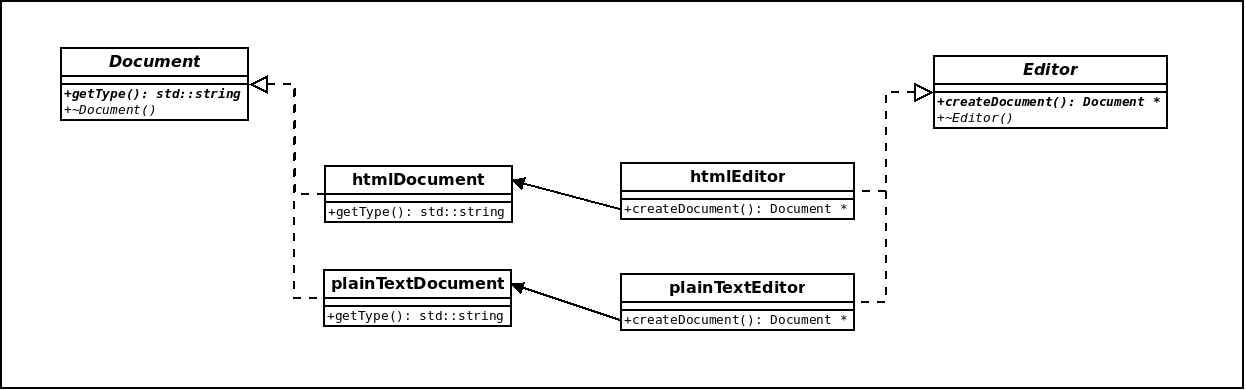 Document
+getType(): std::string
+~Document()
Editor
+createDocument(): Document *
+~Editor()
htmlDocument
+getType(): std::string
htmlEditor
+createDocument(): Document *
plainTextDocument
+getType(): std::string
plainTextEditor
+createDocument(): Document *